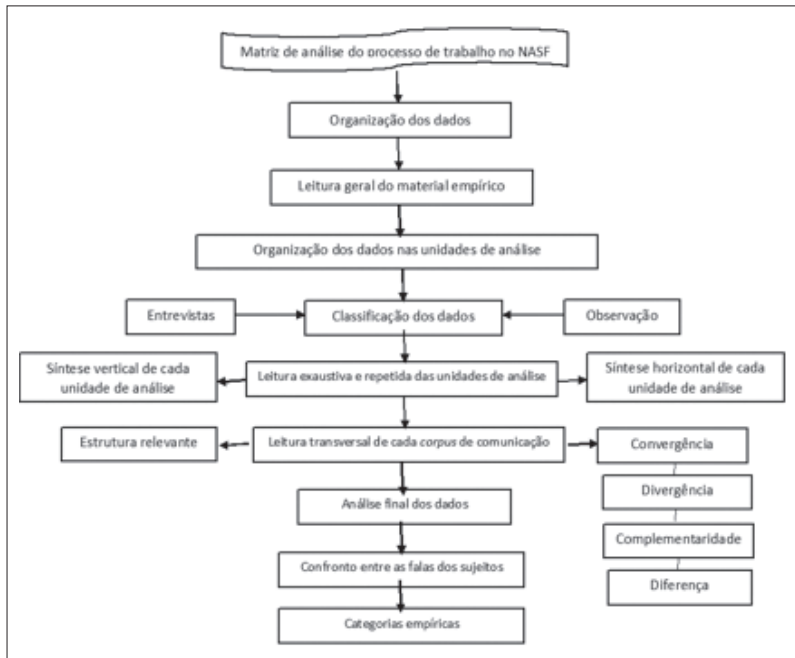 Matriz de análise do processo de trabalho no NASF
Organização dos dados
Leitura geral do material empírico
Organização dos dados nas unidades de análise
Entrevistas
Classificação dos dados
Observação
Síntese vertical de cada
unidade de análise
Leitura exaustiva e repetida das unidades de análise
Síntese horizontal de cada
unidade de análise
Estrutura relevante
Leitura transversal de cada corpus de comunicação
Convergência
Divergência
Análise final dos dados
Complementaridade
Confronto entre as falas dos sujeitos
Diferença
Categorias empíricas